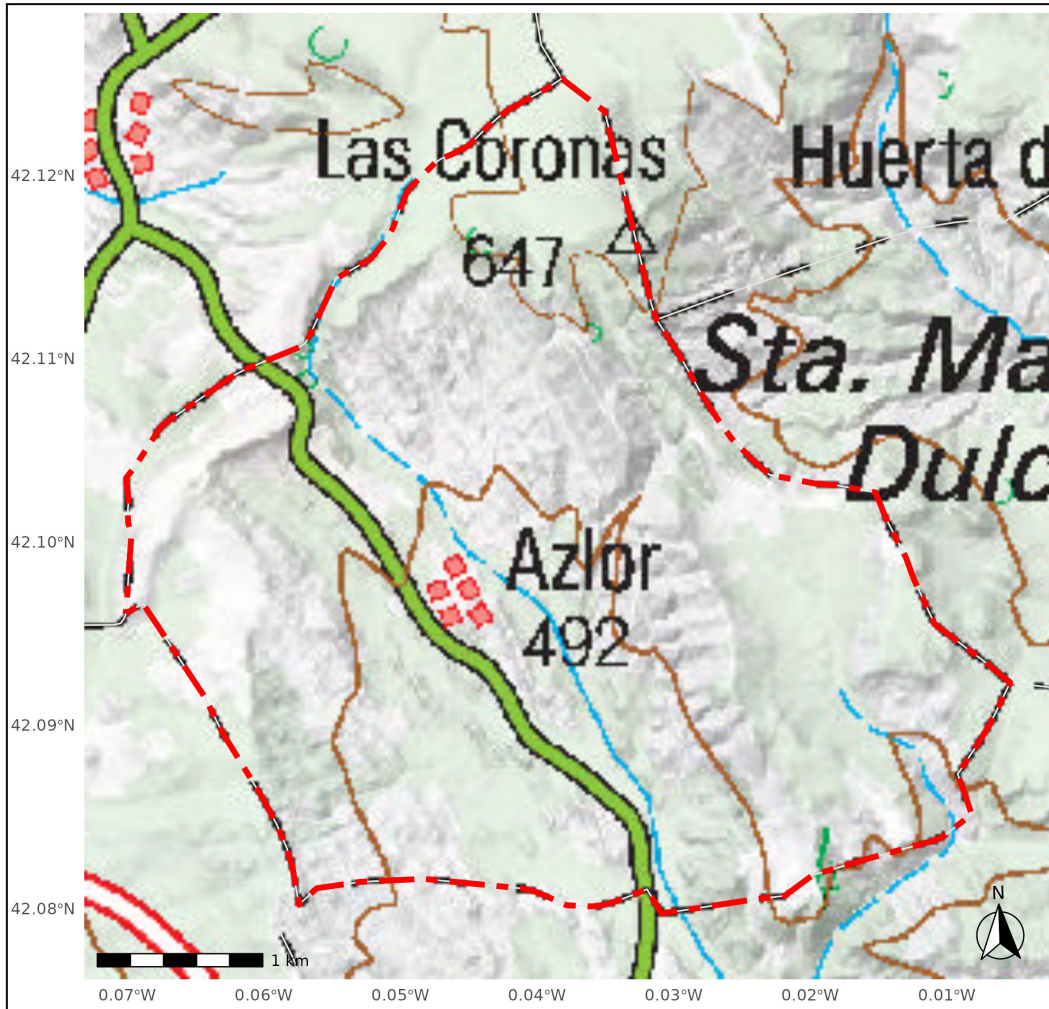 Las Coronas
Huerta d
647
Sta. Ma
Dulc
Azlor
492
N
1 km
42.12°N
42.11°N
42.10°N
42.09°N
42.08°N
0.07°W
0.06°W
0.05°W
0.04°W
0.03°W
0.02°W
0.01°W